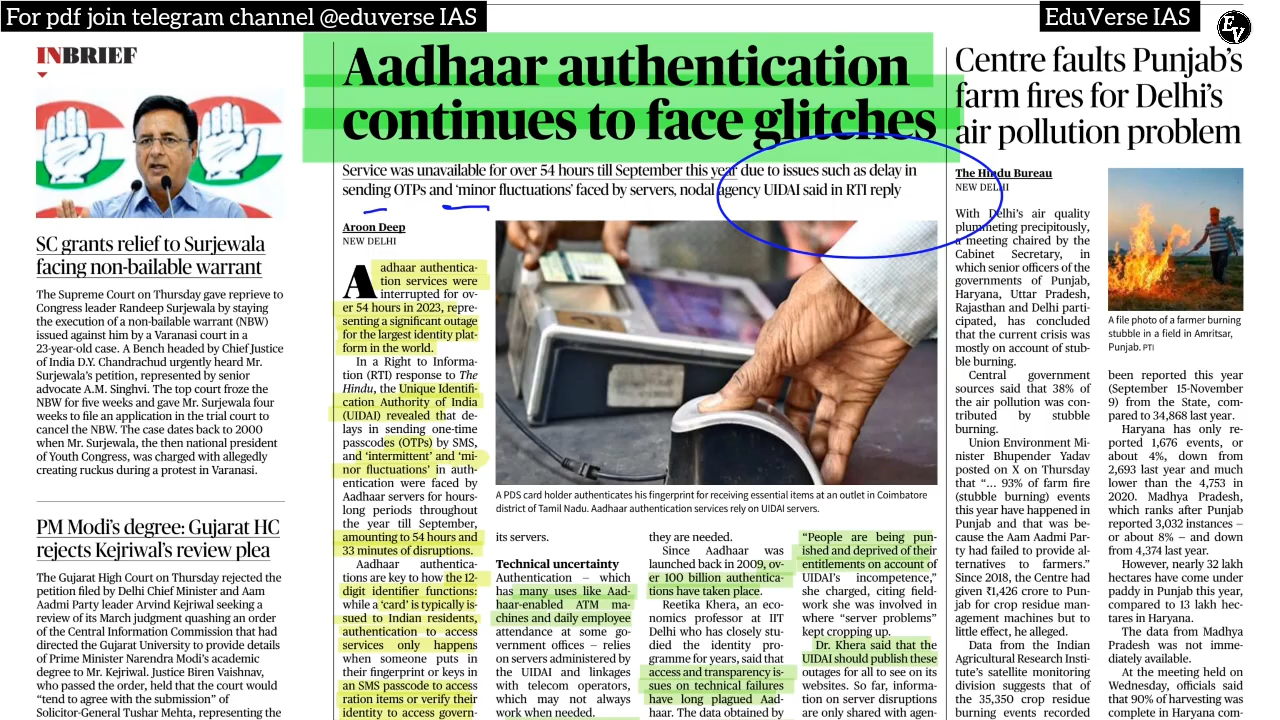 For pdf join telegram channel @eduverse IAS
EduVerse IAS
EV
INBRIEF
SC grants relief to Surjewala
facing non-bailable warrant
The Supreme Court on Thursday gave reprieve to
Congress leader Randeep Surjewala by staying
the execution of a non-bailable warrant (NBW)
issued against him by a Varanasi court in a
23-year-old case. A Bench headed by Chief Justice
of India D.Y. Chandrachud urgently heard Mr.
Surjewala's petition, represented by senior
advocate A.M. Singhvi. The top court froze the
NBW for five weeks and gave Mr. Surjewala four
weeks to file an application in the trial court to
cancel the NBW. The case dates back to 2000
when Mr. Surjewala, the then national president
of Youth Congress, was charged with allegedly
creating ruckus during a protest in Varanasi.
PM Modi's degree: Gujarat HC
rejects Kejriwal's review plea
The Gujarat High Court on Thursday rejected the
petition filed by Delhi Chief Minister and Aam
Aadmi Party leader Arvind Kejriwal seeking a
review of its March judgment quashing an order
of the Central Information Commission that had
directed the Gujarat University to provide details
of Prime Minister Narendra Modi's academic
degree to Mr. Kejriwal. Justice Biren Vaishnav,
who passed the order, held that the court would
“tend to agree with the submission” of
Solicitor-General Tushar Mehta, representing the
Aadhaar authentication
continues to face glitches
Service was unavailable for over 54 hours till September this year due to issues such as delay in
sending OTPs and ‘minor fluctuations’ faced by servers, nodal agency UIDAI said in RTI reply
Aroon Deep
NEW DELHI
Aadhaar authentica-
tion services were
interrupted for ov-
er 54 hours in 2023, repre-
senting a significant outage
for the largest identity plat-
form in the world.
In a Right to Informa-
tion (RTI) response to The
Hindu, the Unique Identifi-
cation Authority of India
(UIDAI) revealed that de-
lays in sending one-time
passcodes (OTPs) by SMS,
and ‘intermittent’ and ‘mi-
nor fluctuations’ in auth-
entication were faced by
Aadhaar servers for hours-
long periods throughout
the year till September,
amounting to 54 hours and
33 minutes of disruptions.
Aadhaar authentica-
tions are key to how the 12-
digit identifier functions:
while a ‘card’ is typically is-
sued to Indian residents,
authentication to access
services only happens
when someone puts in
their fingerprint or keys in
an SMS passcode to access
ration items or verify their
identity to access govern-
A PDS card holder authenticates his fingerprint for receiving essential items at an outlet in Coimbatore
district of Tamil Nadu. Aadhaar authentication services rely on UIDAI servers.
its servers.
Technical uncertainty
Authentication – which
has many uses like Aad-
haar-enabled ATM ma-
chines and daily employee
attendance at some go-
vernment offices – relies
on servers administered by
the UIDAI and linkages
with telecom operators,
which may not always
work when needed.
they are needed.
Since Aadhaar was
launched back in 2009, ov-
er 100 billion authentica-
tions have taken place.
Reetika Khera, an eco-
nomics professor at IIT
Delhi who has closely stu-
died the identity pro-
gramme for years, said that
access and transparency is-
sues on technical failures
have long plagued Aad-
haar. The data obtained by
“People are being pun-
ished and deprived of their
entitlements on account of
UIDAI's incompetence,”
she charged, citing field-
work she was involved in
where “server problems”
kept cropping up.
Dr. Khera said that the
UIDAI should publish these
outages for all to see on its
websites. So far, informa-
tion on server disruptions
are only shared with agen-
Centre faults Punjab's
farm fires for Delhi's
air pollution problem
The Hindu Bureau
NEW DELHI
With Delhi's air quality
plummeting precipitously,
a meeting chaired by the
Cabinet Secretary, in
which senior officers of the
governments of Punjab,
Haryana, Uttar Pradesh,
Rajasthan and Delhi parti-
cipated, has concluded
that the current crisis was
mostly on account of stub-
ble burning.
Central government
sources said that 38% of
the air pollution was con-
tributed by stubble
burning.
Union Environment Mi-
nister Bhupender Yadav
posted on X on Thursday
that “... 93% of farm fire
(stubble burning) events
this year have happened in
Punjab and that was be-
cause the Aam Aadmi Par-
ty had failed to provide al-
ternatives to farmers.”
Since 2018, the Centre had
given ₹1,426 crore to Pun-
jab for crop residue man-
agement machines but to
little effect, he alleged.
Data from the Indian
Agricultural Research Insti-
tute's satellite monitoring
division suggests that of
the 35,350 crop residue
burning events recorded
A file photo of a farmer burning
stubble in a field in Amritsar,
Punjab. PTI
been reported this year
(September 15-November
9) from the State, com-
pared to 34,868 last year.
Haryana has only re-
ported 1,676 events, or
about 4%, down from
2,693 last year and much
lower than the 4,753 in
2020. Madhya Pradesh,
which ranks after Punjab
reported 3,032 instances –
or about 8% – and down
from 4,374 last year.
However, nearly 32 lakh
hectares have come under
paddy in Punjab this year,
compared to 13 lakh hec-
tares in Haryana.
The data from Madhya
Pradesh was not imme-
diately available.
At the meeting held on
Wednesday, officials said
that 90% of harvesting was
complete in Haryana com-